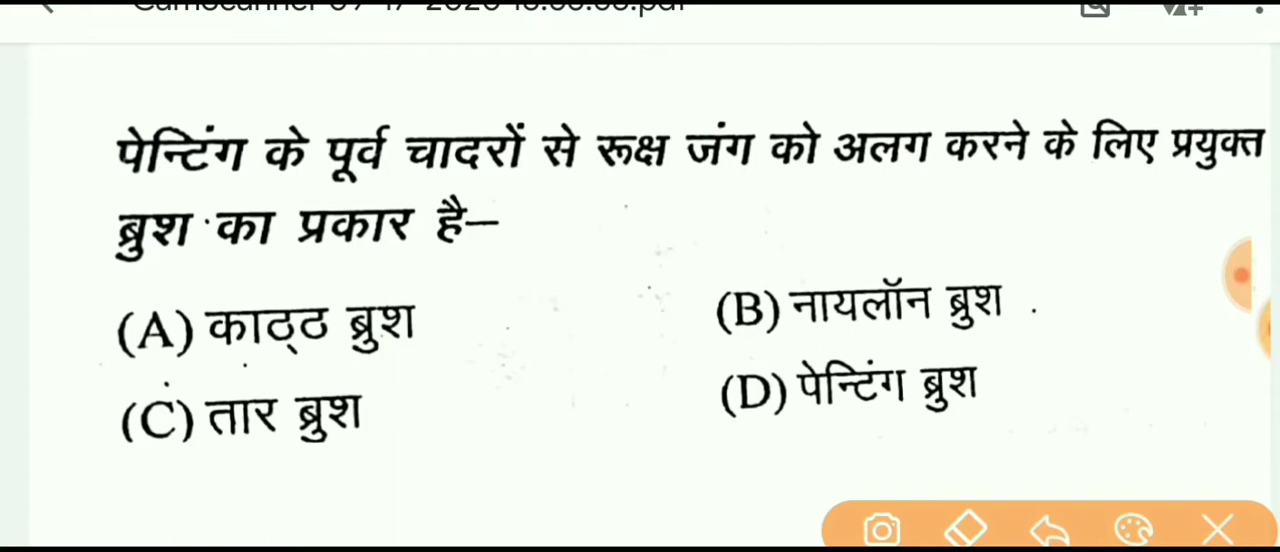 पेन्टिंग के पूर्व चादरों से रूक्ष जंग को अलग करने के लिए प्रयुक्त
ब्रुश का प्रकार है–
(A) काठ्ठ ब्रुश
(B) नायलॉन ब्रुश
(C) तार ब्रुश
(D) पेन्टिंग ब्रुश